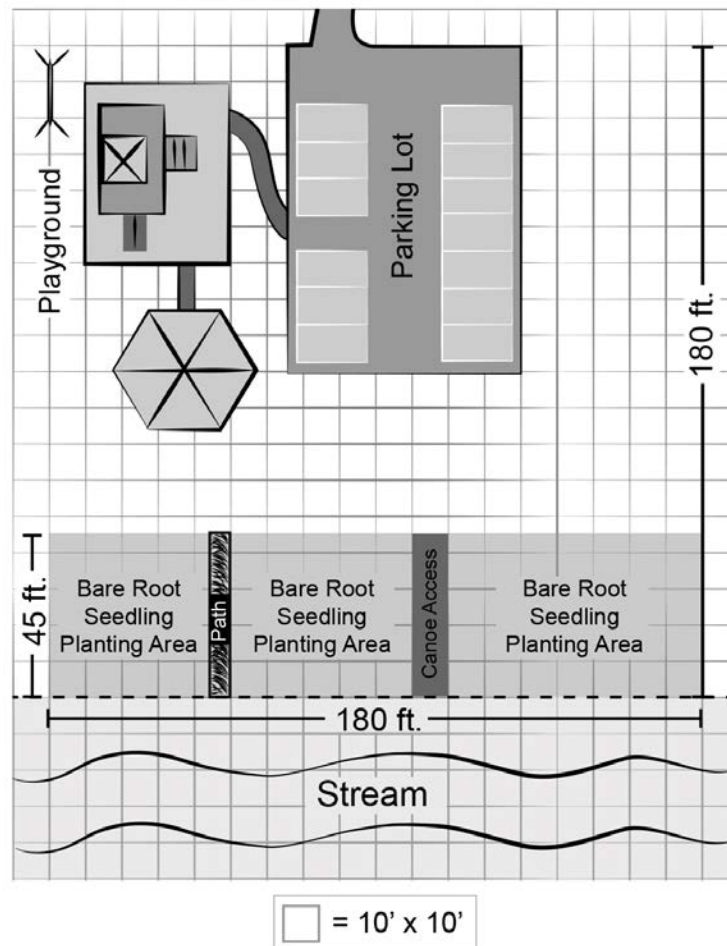 Playground
Parking Lot
180 ft.
45 ft.
Bare Root
Seedling
Planting Area
Path
Bare Root
Seedling
Planting Area
Canoe Access
Bare Root
Seedling
Planting Area
180 ft.
Stream
= 10’ x 10’